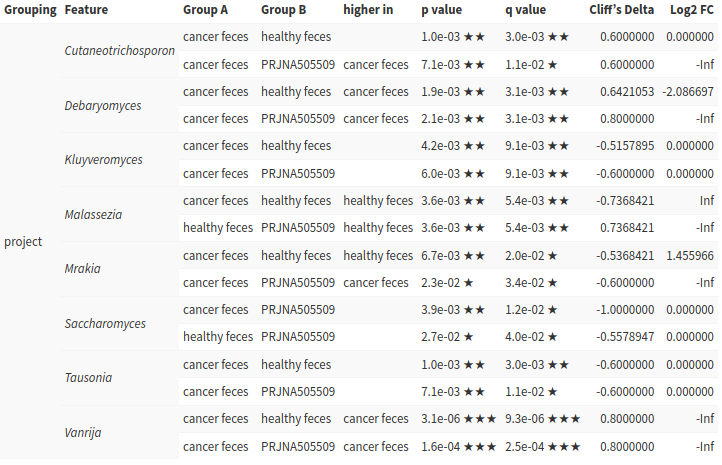 Grouping Feature Group A Group B higher in p value q value Cliff's Delta Log2 FC
project
Cutaneotrichosporon
cancer feces healthy feces 1.0e-03 ★★ 3.0e-03 ★★ 0.6000000 0.000000
cancer feces PRJNA505509 cancer feces 7.1e-03 ★★ 1.1e-02 ★ 0.6000000 -Inf
Debaryomyces
cancer feces healthy feces cancer feces 1.9e-03 ★★ 3.1e-03 ★★ 0.6421053 -2.086697
cancer feces PRJNA505509 cancer feces 2.1e-03 ★★ 3.1e-03 ★★ 0.8000000 -Inf
Kluyveromyces
cancer feces healthy feces 4.2e-03 ★★ 9.1e-03 ★★ -0.5157895 0.000000
cancer feces PRJNA505509 6.0e-03 ★★ 9.1e-03 ★★ -0.6000000 0.000000
Malassezia
cancer feces healthy feces healthy feces 3.6e-03 ★★ 5.4e-03 ★★ -0.7368421 Inf
healthy feces PRJNA505509 healthy feces 3.6e-03 ★★ 5.4e-03 ★★ 0.7368421 -Inf
Mrakia
cancer feces healthy feces healthy feces 6.7e-03 ★★ 2.0e-02 ★ -0.5368421 1.455966
cancer feces PRJNA505509 cancer feces 2.3e-02 ★ 3.4e-02 ★ -0.6000000 -Inf
Saccharomyces
cancer feces PRJNA505509 3.9e-03 ★★ 1.2e-02 ★ -1.0000000 0.000000
healthy feces PRJNA505509 2.7e-02 ★ 4.0e-02 ★ -0.5578947 0.000000
Tausonia
cancer feces healthy feces 1.0e-03 ★★ 3.0e-03 ★★ -0.6000000 0.000000
cancer feces PRJNA505509 7.1e-03 ★★ 1.1e-02 ★ -0.6000000 0.000000
Vanrija
cancer feces healthy feces cancer feces 3.1e-06 ★★★ 9.3e-06 ★★★ 0.8000000 -Inf
cancer feces PRJNA505509 cancer feces 1.6e-04 ★★★ 2.5e-04 ★★★ 0.8000000 -Inf